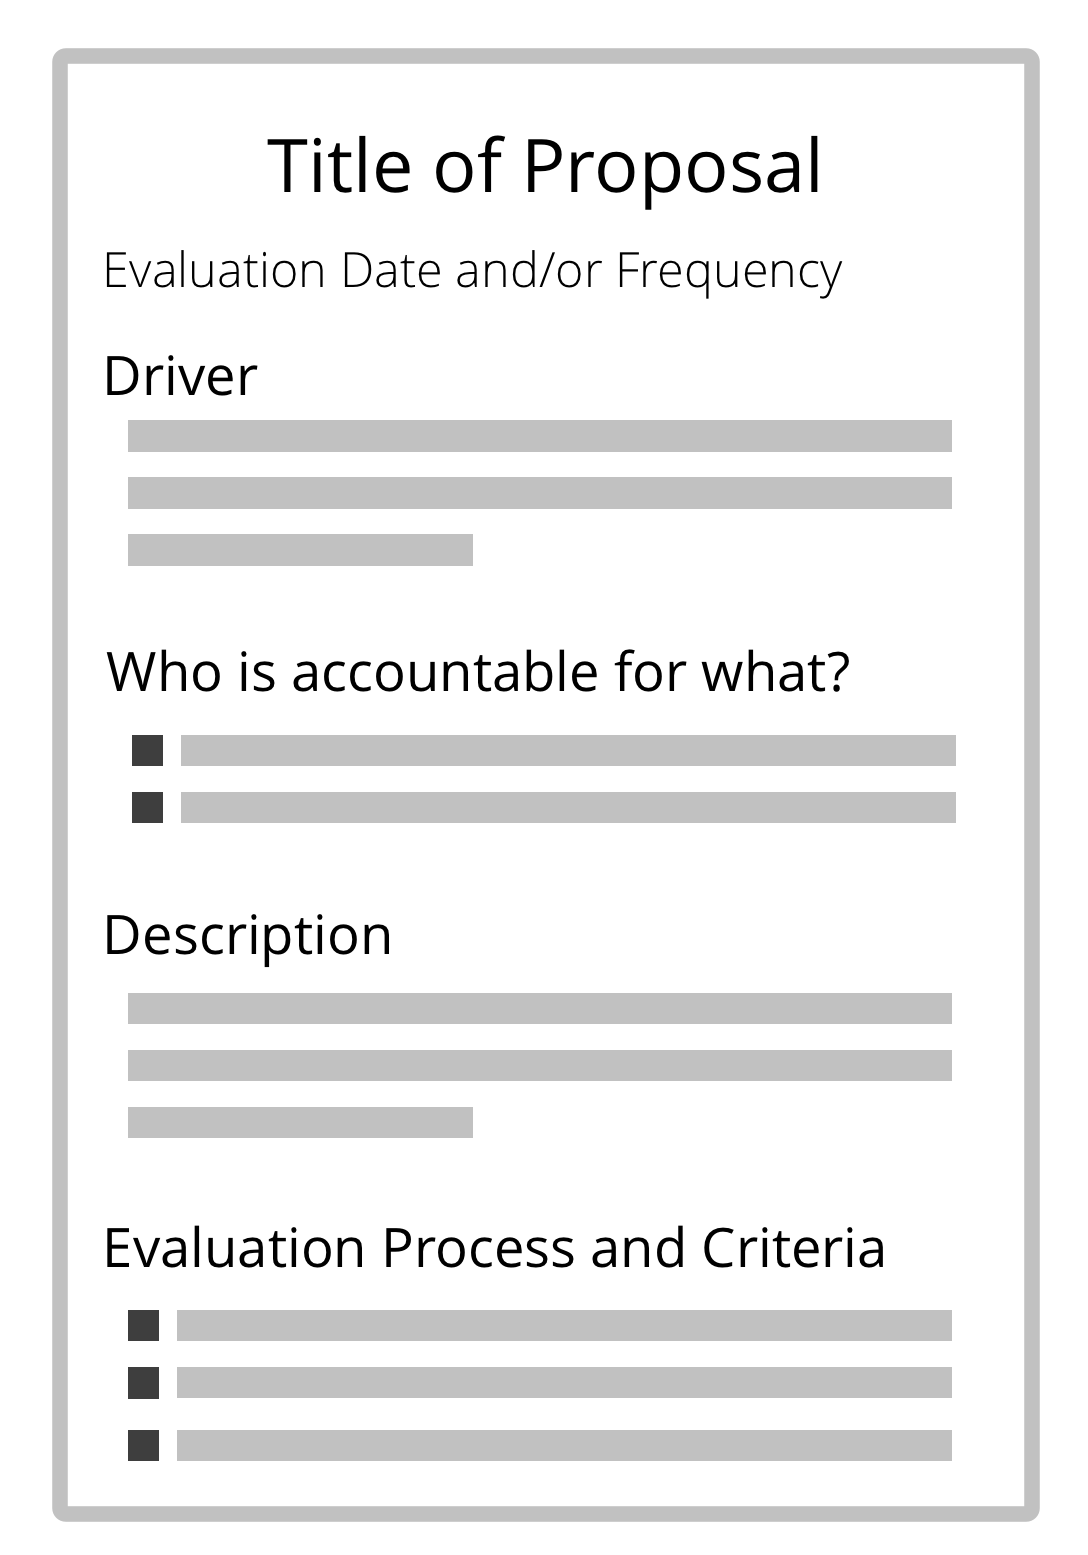 Title of Proposal
Evaluation Date and/or Frequency
Driver
Who is accountable for what?
Description
Evaluation Process and Criteria